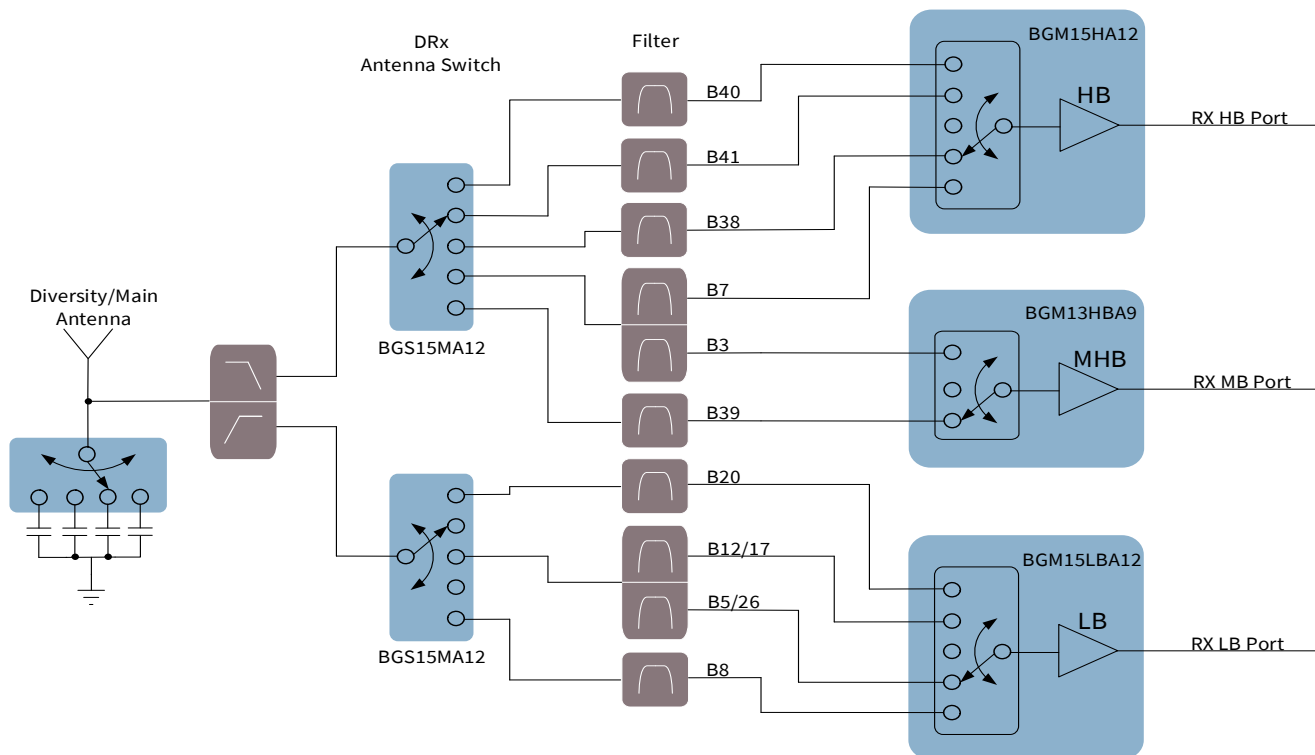 DRx
Antenna Switch
Filter
BGM15HA12
B40
HB
RX HB Port
B41
B38
B7
Diversity/Main
Antenna
BGS15MA12
BGM13HBA9
B3
MHB
RX MB Port
B39
B20
B12/17
BGM15LBA12
B5/26
LB
RX LB Port
BGS15MA12
B8